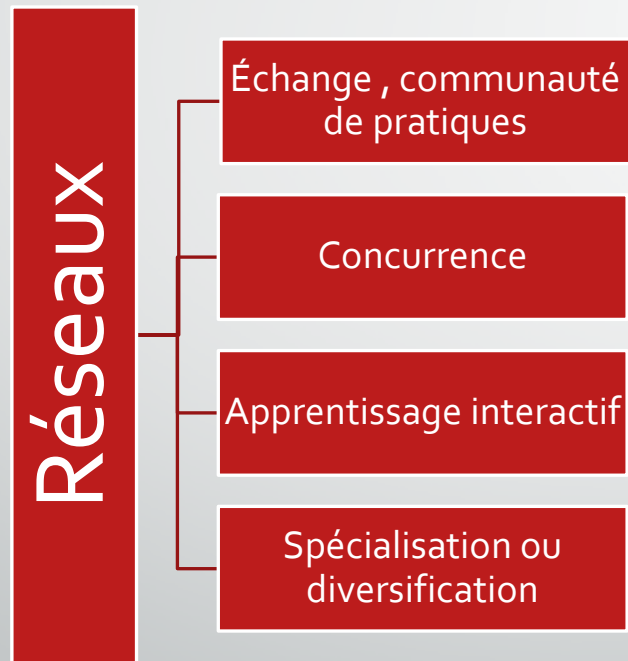 Réseaux
Échange , communauté
de pratiques
Concurrence
Apprentissage interactif
Spécialisation ou
diversification